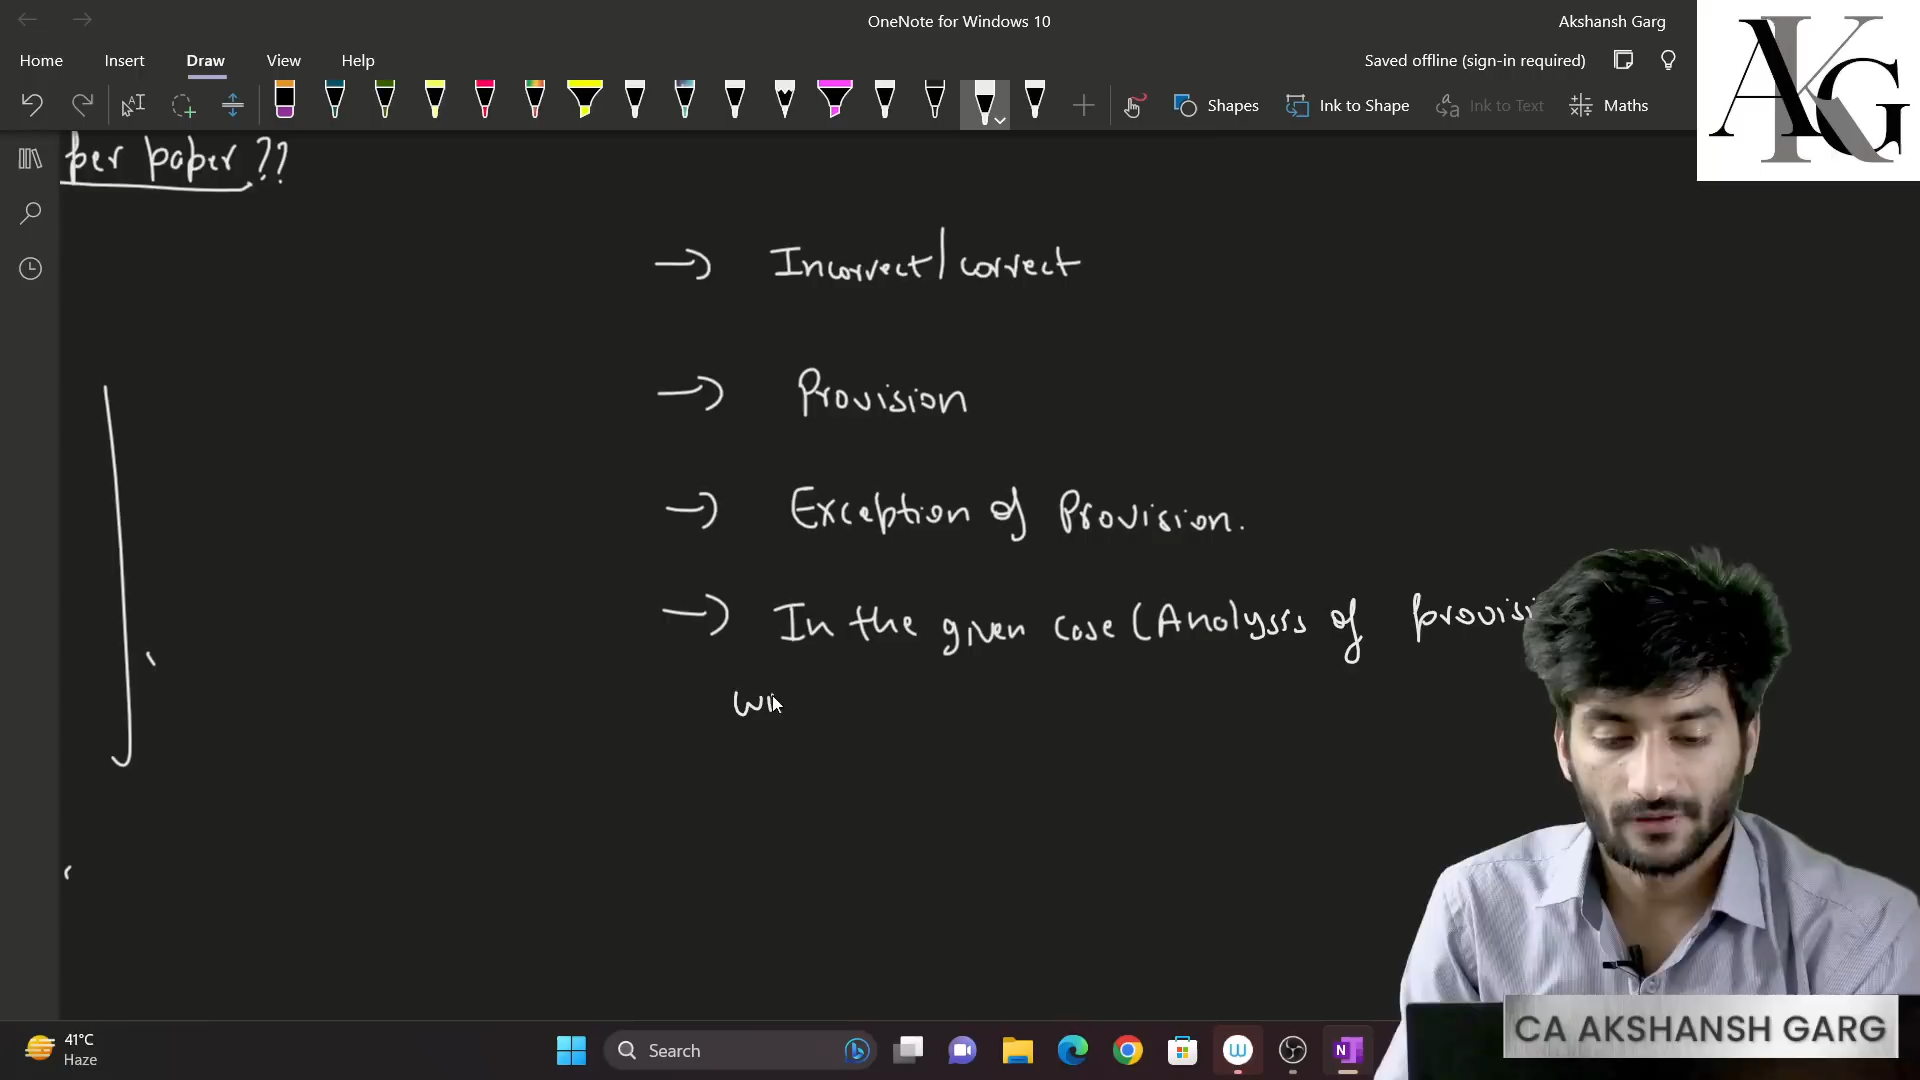 OneNote for Windows 10
Akshansh Garg
Home Insert Draw View Help
Saved offline (sign-in required)
Shapes Ink to Shape Ink to Text Maths
AKG
per paper??
→ Incorrect/correct
→ Provision
→ Exception of Provision.
→ In the given case (Analysis of provisi
wi
CA AKSHANSH GARG
41°C
Haze
Search